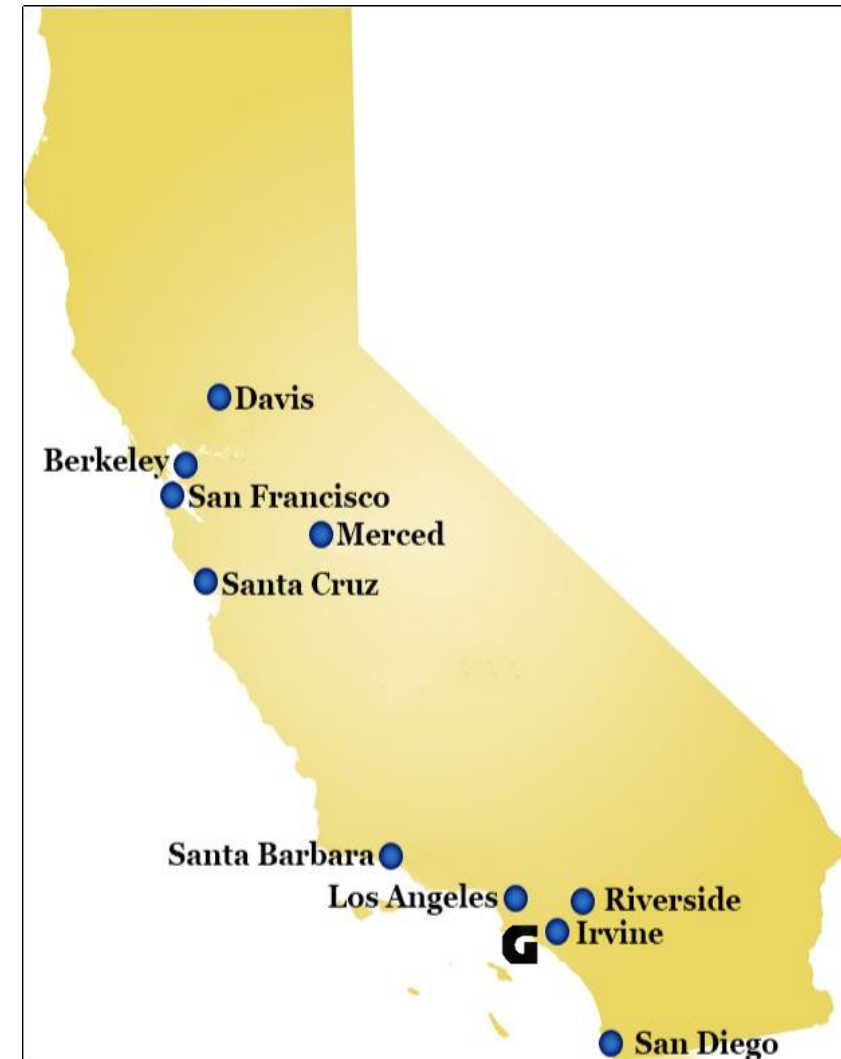 Davis
Berkeley
San Francisco
Merced
Santa Cruz
Santa Barbara
Los Angeles
Riverside
Irvine
G
San Diego